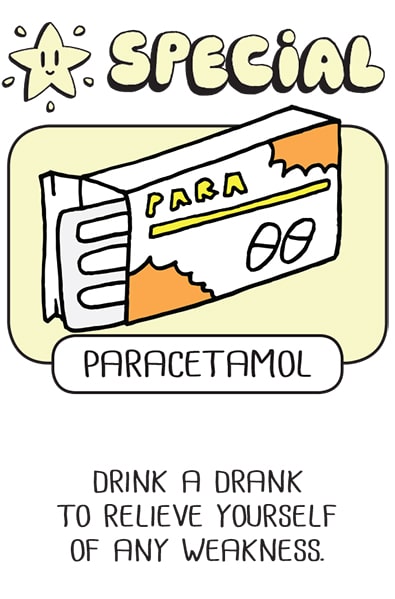 SPECiAL
PARA
PARACETAMOL
DRINK A DRANK
TO RELIEVE YOURSELF
OF ANY WEAKNESS.